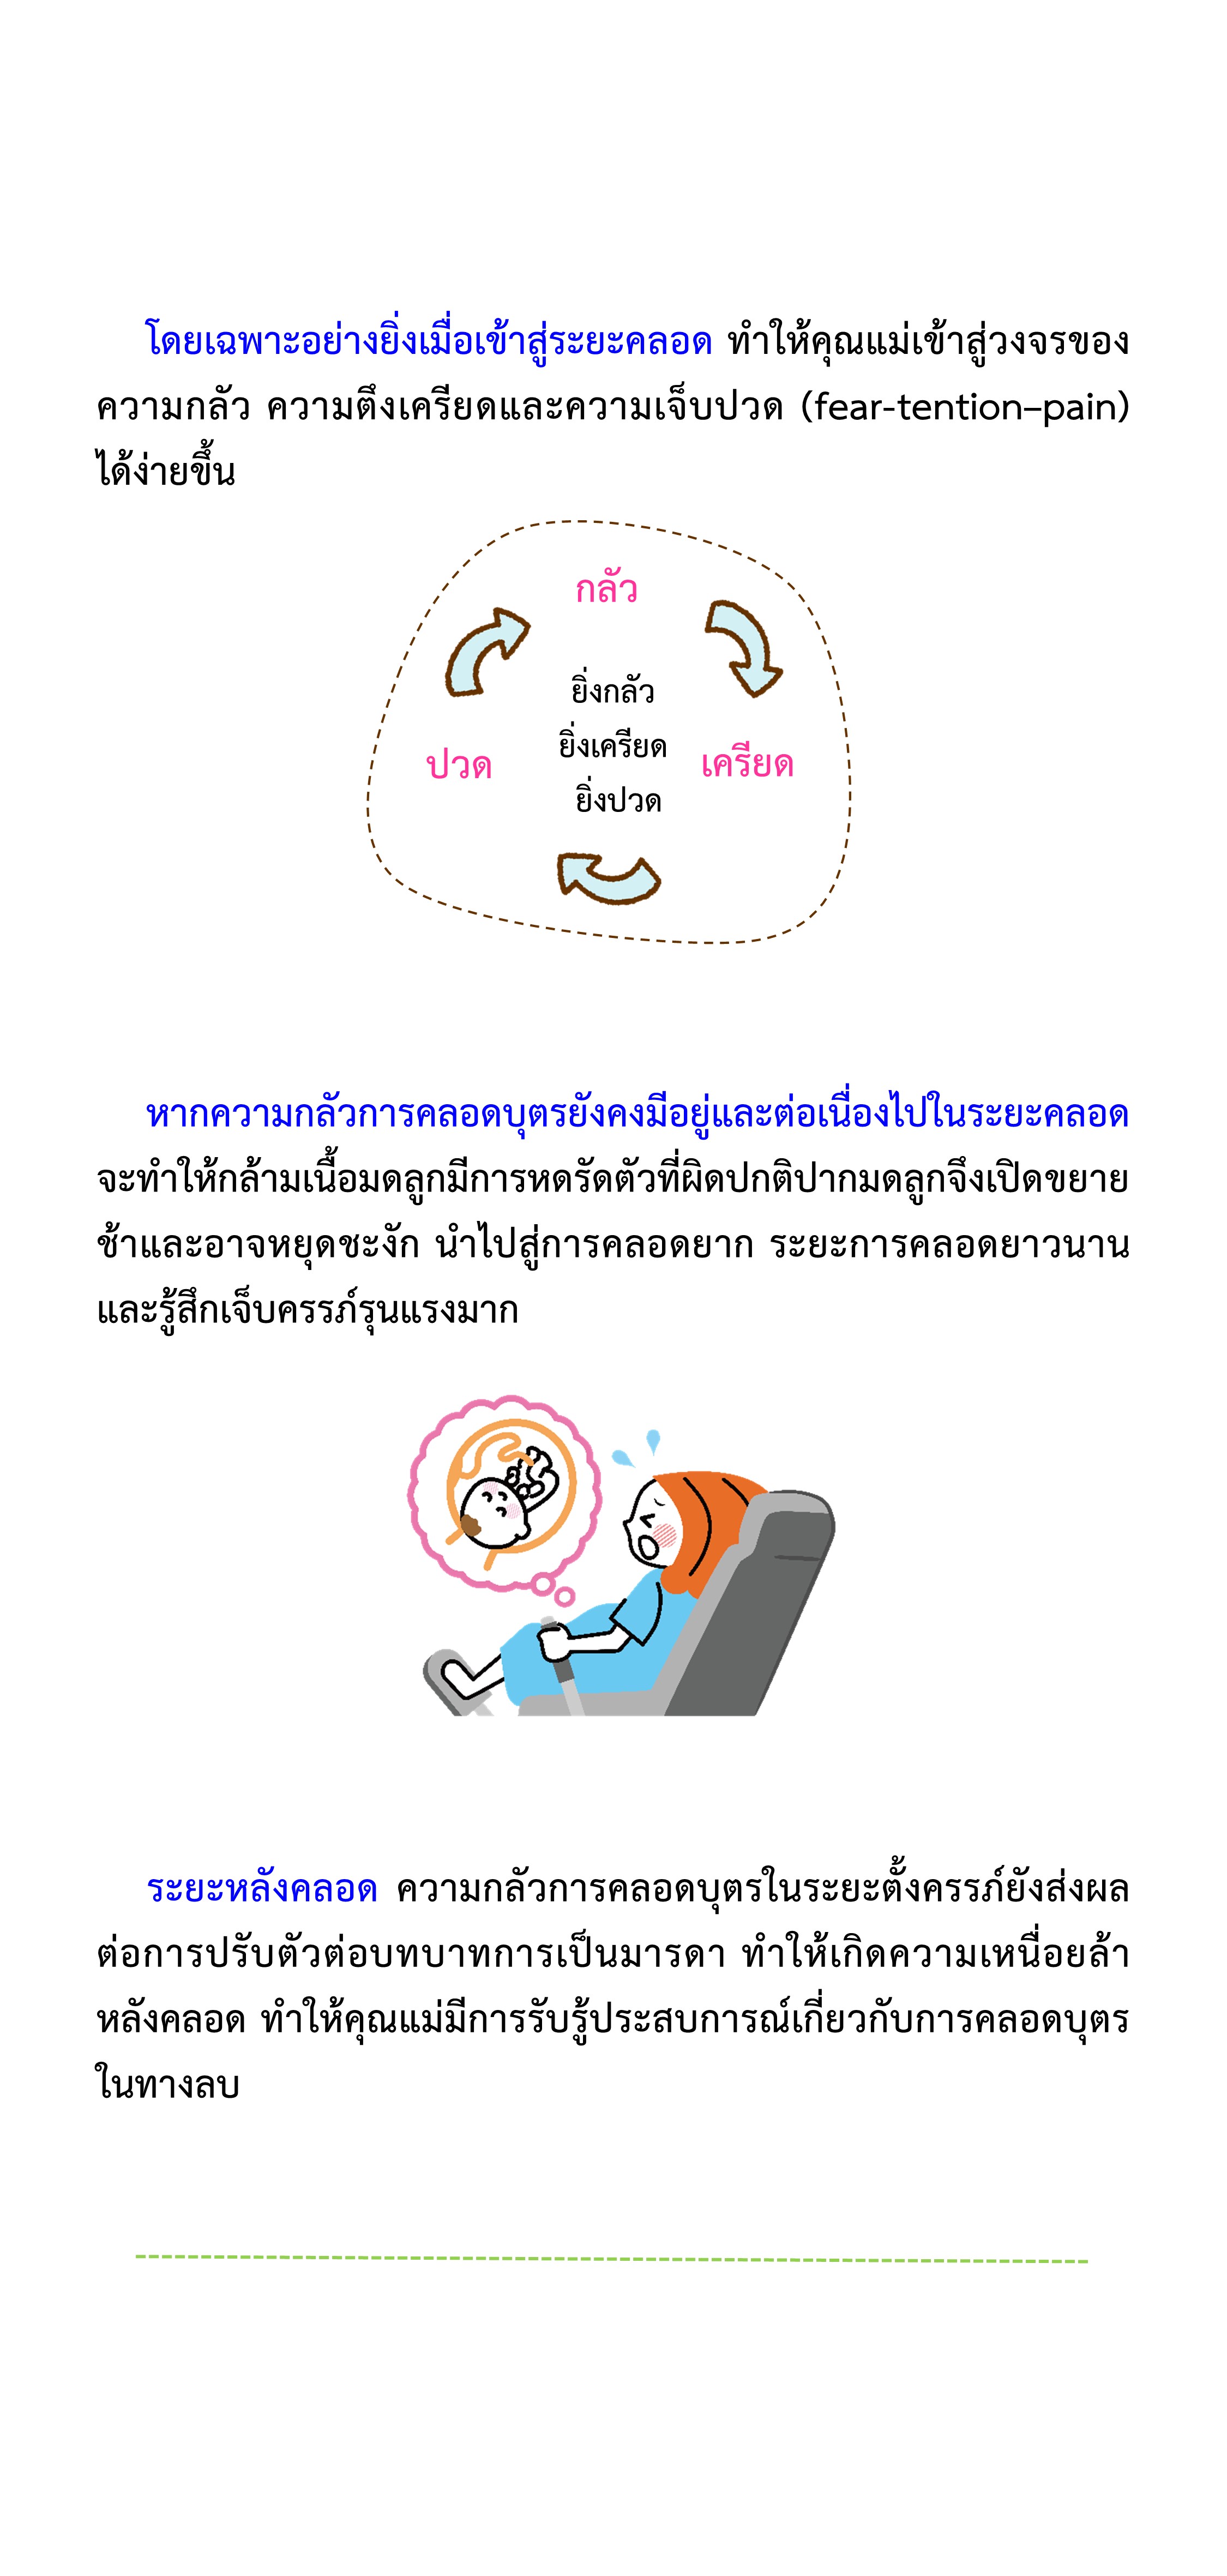 โดยเฉพาะอย่างยิ่งเมื่อเข้าสู่ระยะคลอด ทำให้คุณแม่เข้าสู่วงจรของ
ความกลัว ความตึงเครียดและความเจ็บปวด (fear-tention–pain)
ได้ง่ายขึ้น
กลัว
ยิ่งกลัว
ยิ่งเครียด
ยิ่งปวด
เครียด
ปวด
หากความกลัวการคลอดบุตรยังคงมีอยู่และต่อเนื่องไปในระยะคลอด
จะทำให้กล้ามเนื้อมดลูกมีการหดรัดตัวที่ผิดปกติปากมดลูกจึงเปิดขยาย
ช้าและอาจหยุดชะงัก นำไปสู่การคลอดยาก ระยะการคลอดยาวนาน
และรู้สึกเจ็บครรภ์รุนแรงมาก
ระยะหลังคลอด ความกลัวการคลอดบุตรในระยะตั้งครรภ์ยังส่งผล
ต่อการปรับตัวต่อบทบาทการเป็นมารดา ทำให้เกิดความเหนื่อยล้า
หลังคลอด ทำให้คุณแม่มีการรับรู้ประสบการณ์เกี่ยวกับการคลอดบุตร
ในทางลบ